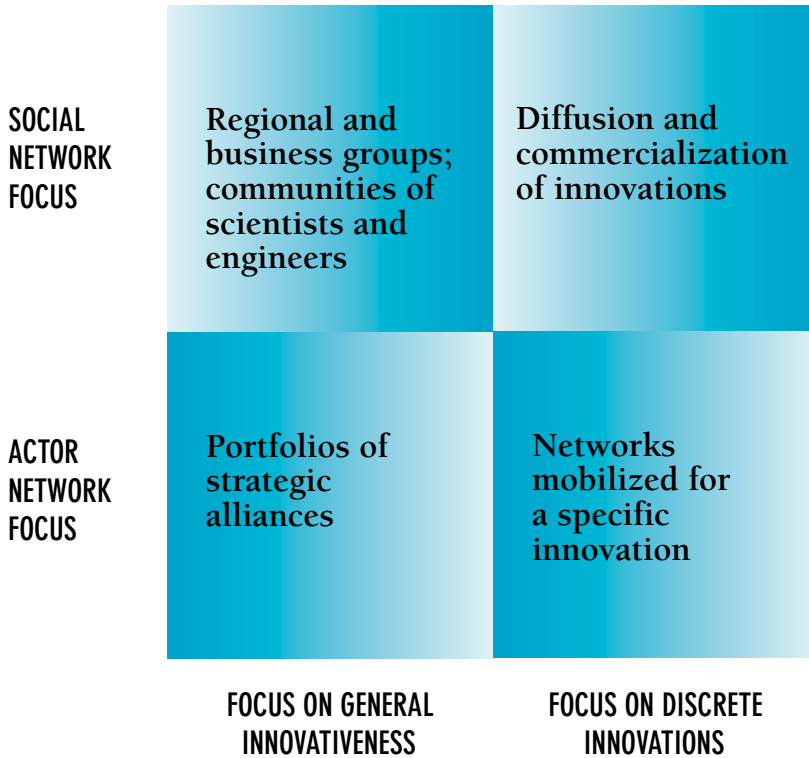 SOCIAL
NETWORK
FOCUS
Regional and
business groups;
communities of
scientists and
engineers
Diffusion and
commercialization
of innovations
ACTOR
NETWORK
FOCUS
Portfolios of
strategic
alliances
Networks
mobilized for
a specific
innovation
FOCUS ON GENERAL
INNOVATIVENESS
FOCUS ON DISCRETE
INNOVATIONS